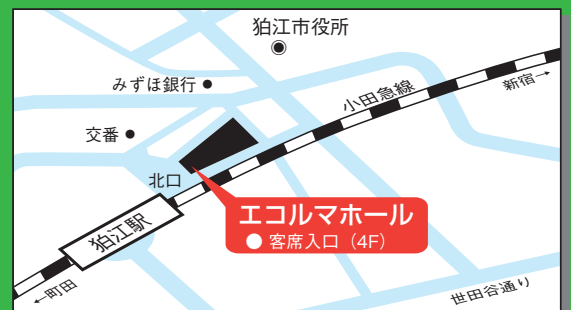 狛江市役所
みずほ銀行
小田急線
新宿→
交番
北口
エコルマホール
● 客席入口（4F）
狛江駅
←町田
世田谷通り